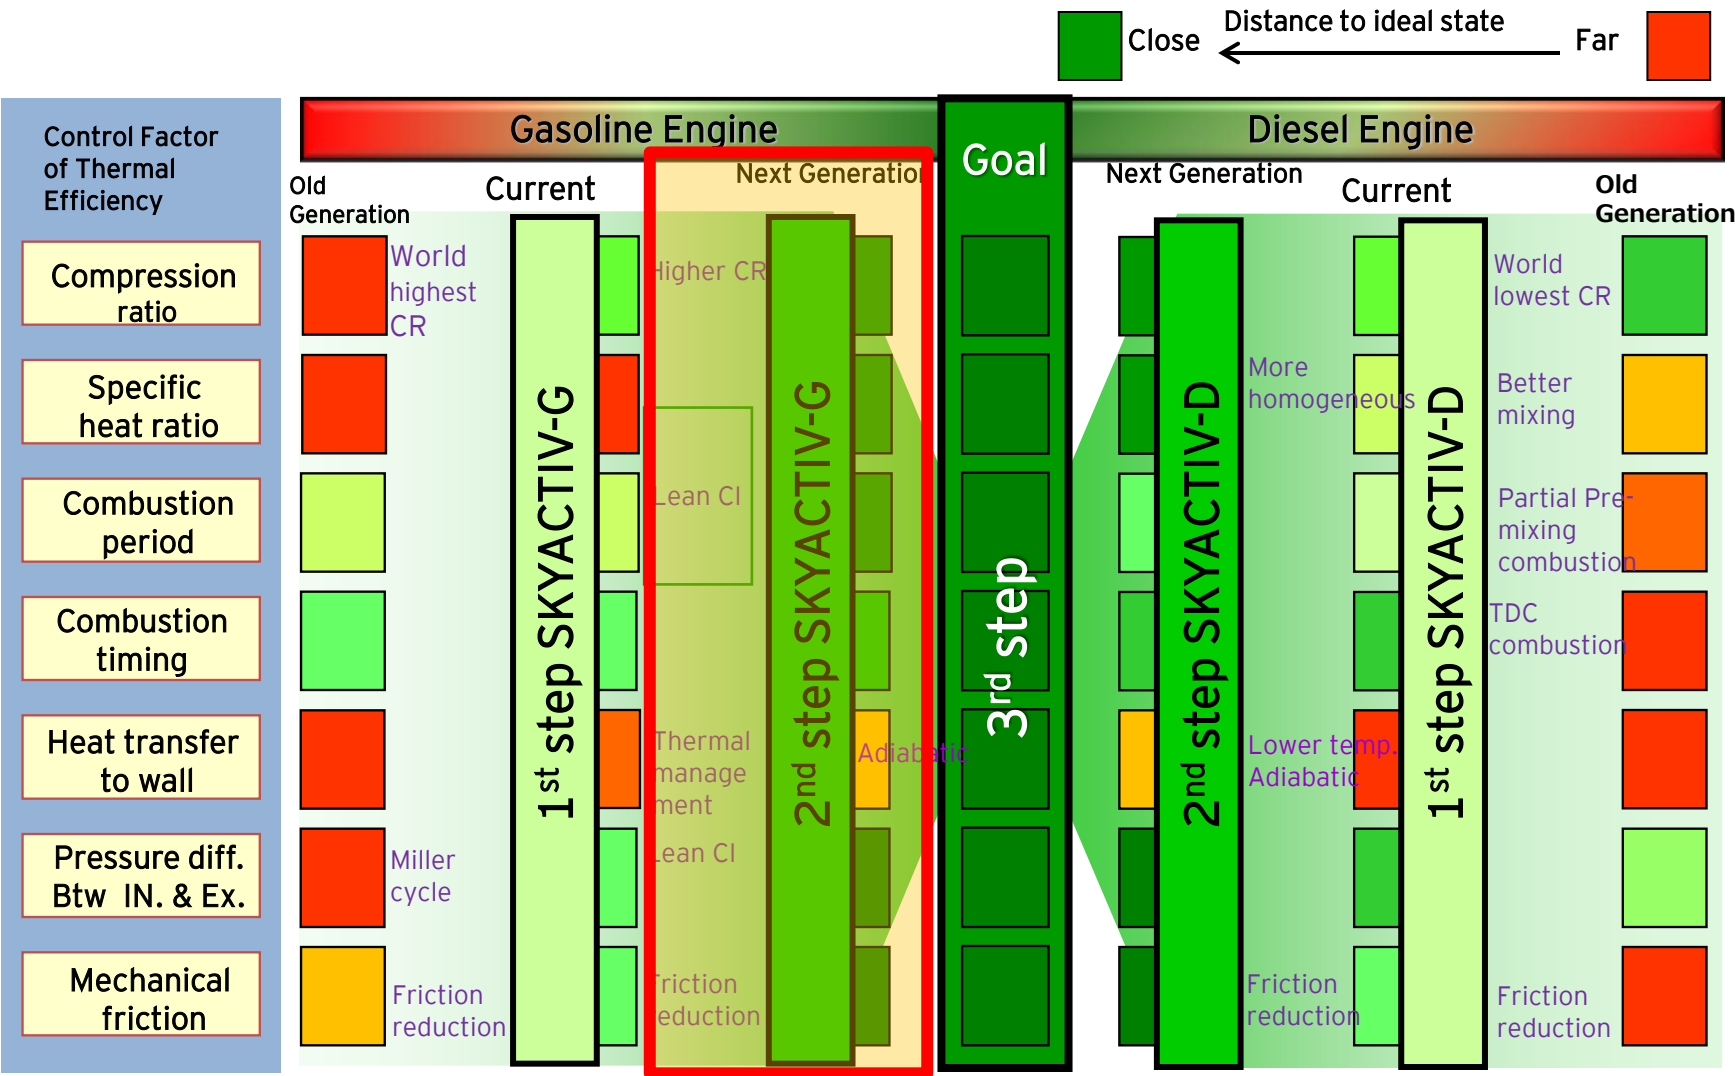 Distance to ideal state
Close
Far
Control Factor
of Thermal
Efficiency
Gasoline Engine
Goal
Diesel Engine
Old
Generation
Current
Next Generation
Next Generation
Current
Old
Generation
Compression
ratio
Specific
heat ratio
Combustion
period
Combustion
timing
Heat transfer
to wall
Pressure diff.
Btw IN. & Ex.
Mechanical
friction
World
highest
CR
Miller
cycle
Friction
reduction
1st step SKYACTIV-G
Higher CR
Lean CI
Thermal
manage
ment
Lean CI
Friction
reduction
2nd step SKYACTIV-G
Adiabatic
3rd step
2nd step SKYACTIV-D
More
homogeneous
Lower temp.
Adiabatic
Friction
reduction
1st step SKYACTIV-D
World
lowest CR
Better
mixing
Partial Pre-
mixing
combustion
TDC
combustion
Friction
reduction